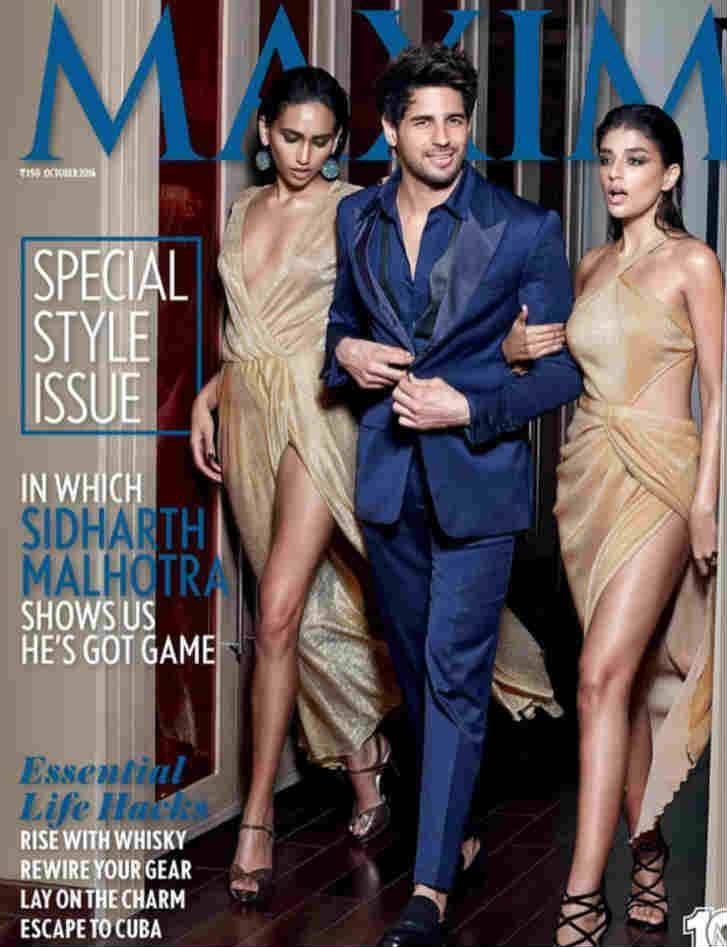 MAXIM
₹150 OCTOBER 2016
SPECIAL
STYLE
ISSUE
IN WHICH
SIDHARTH
MALHOTRA
SHOWS US
HE'S GOT GAME
Essential
Life Hacks
RISE WITH WHISKY
REWIRE YOUR GEAR
LAY ON THE CHARM
ESCAPE TO CUBA